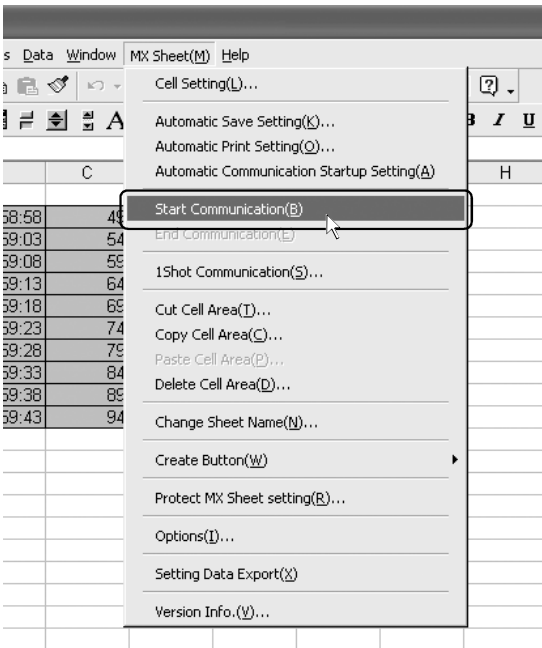 s Data Window MX Sheet(M) Help
Cell Setting(L)...
A
B I U
Automatic Save Setting(K)...
Automatic Print Setting(O)...
Automatic Communication Startup Setting(A)
C H
Start Communication(B)
End Communication(E)
1Shot Communication(S)...
Cut Cell Area(T)...
Copy Cell Area(C)...
Paste Cell Area(P)...
Delete Cell Area(D)...
Change Sheet Name(N)...
Create Button(W)
Protect MX Sheet setting(R)...
Options(I)...
Setting Data Export(X)
Version Info.(V)...
58:58 49
59:03 54
59:08 59
59:13 64
59:18 69
59:23 74
59:28 79
59:33 84
59:38 89
59:43 94